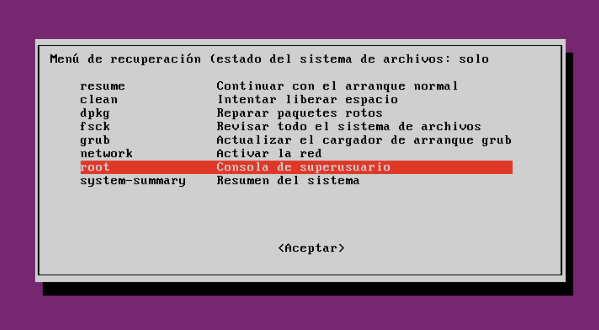 Menú de recuperación (estado del sistema de archivos: solo
resume Continuar con el arranque normal
clean Intentar liberar espacio
dpkg Reparar paquetes rotos
fsck Revisar todo el sistema de archivos
grub Actualizar el cargador de arranque grub
network Activar la red
root Consola de superusuario
system-summary Resumen del sistema
<Aceptar>